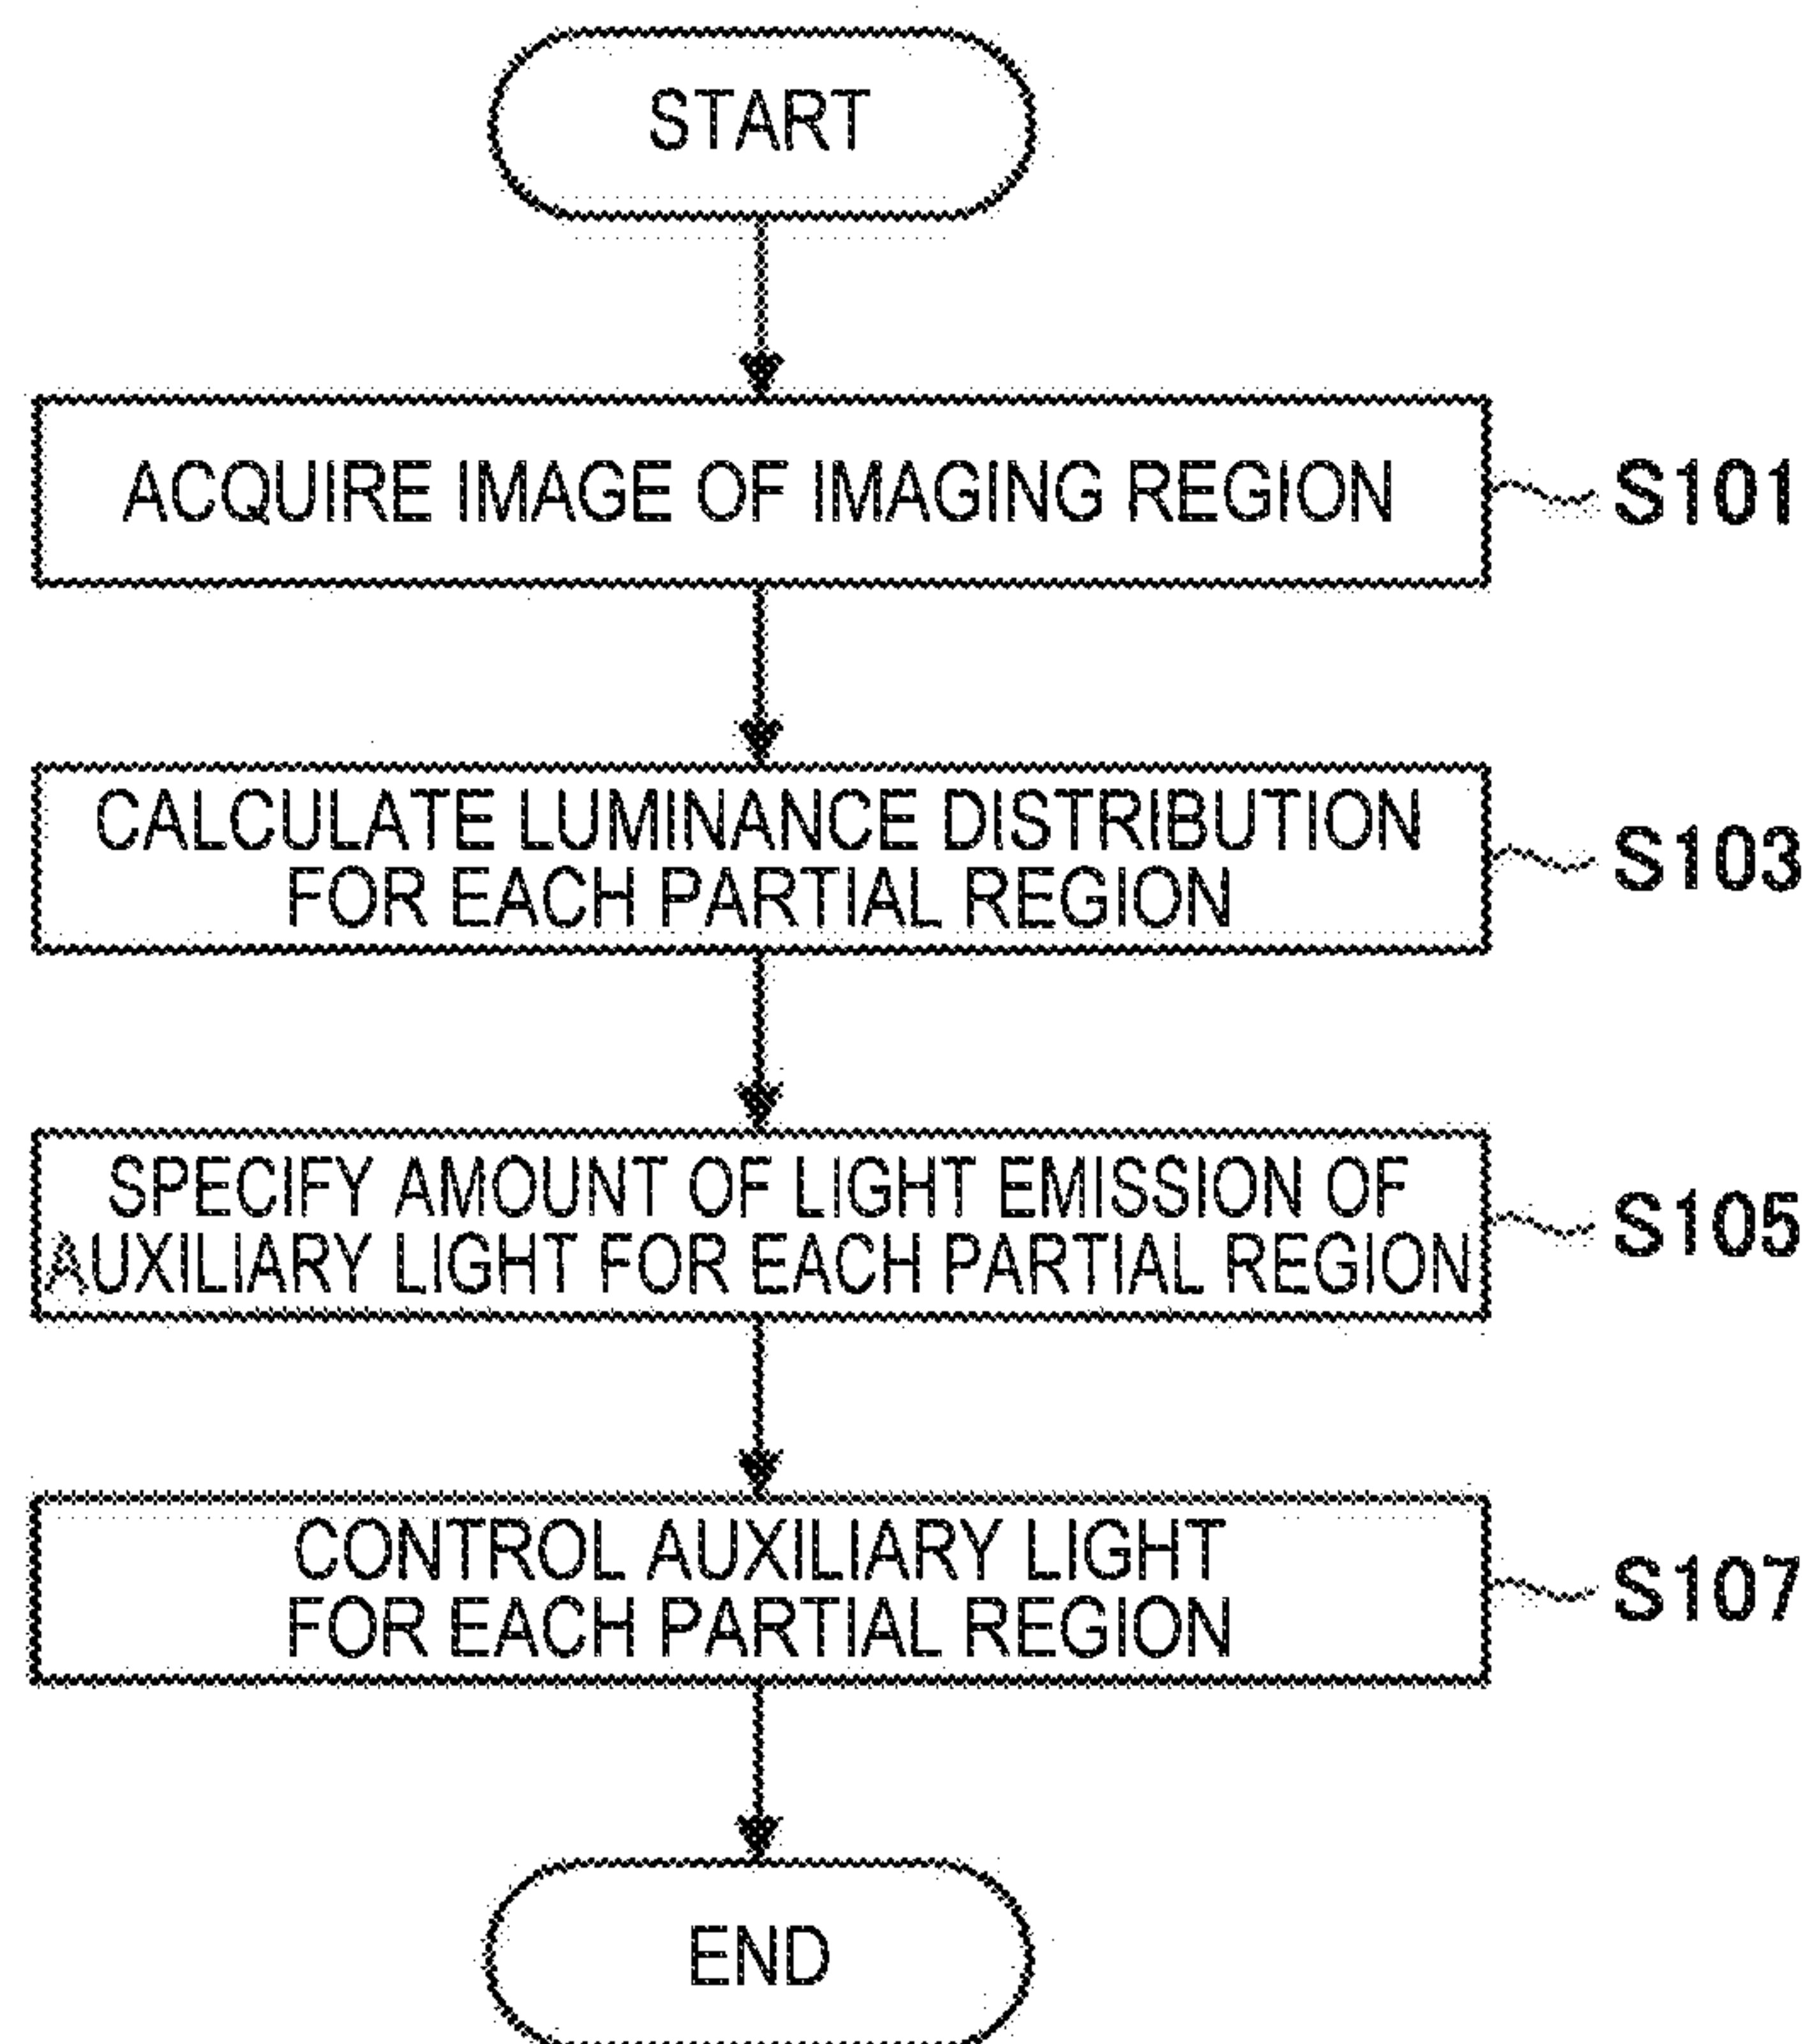 START
ACQUIRE IMAGE OF IMAGING REGION
S101
CALCULATE LUMINANCE DISTRIBUTION
FOR EACH PARTIAL REGION
S103
SPECIFY AMOUNT OF LIGHT EMISSION OF
AUXILIARY LIGHT FOR EACH PARTIAL REGION
S105
CONTROL AUXILIARY LIGHT
FOR EACH PARTIAL REGION
S107
END